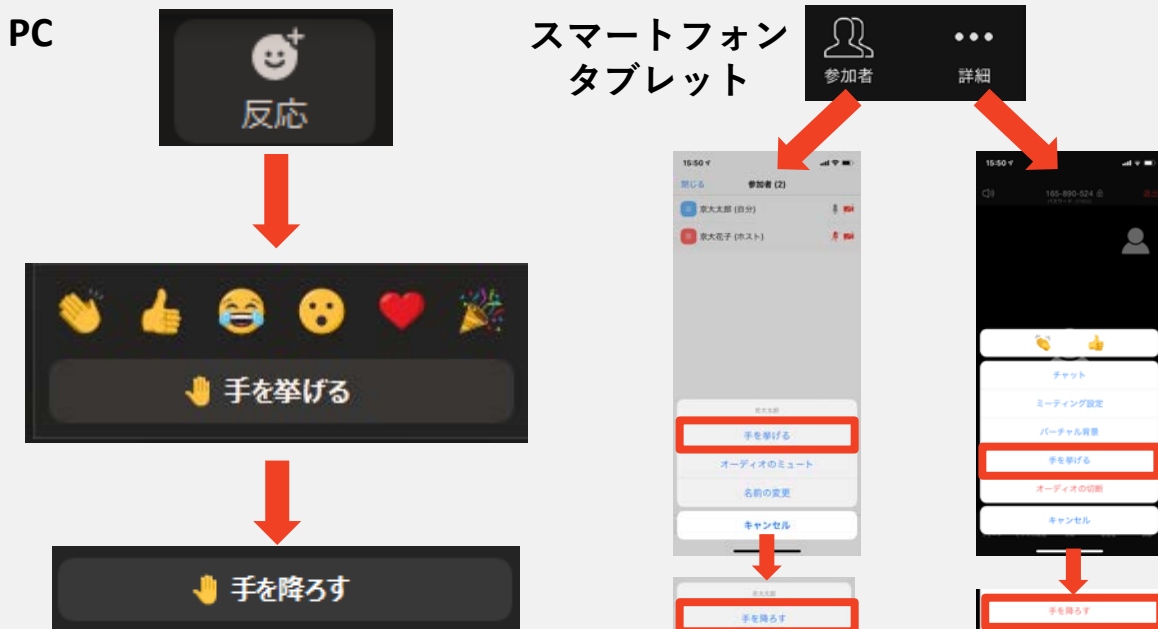 PC
反応
手を挙げる
手を降ろす
スマートフォン
タブレット
参加者
詳細
15:50
閉じる
参加者 (2)
京大太郎 (自分)
京大花子 (ホスト)
京大太郎
手を挙げる
オーディオのミュート
名前の変更
キャンセル
京大太郎
手を降ろす
15:50
165-890-524
チャット
ミーティング設定
バーチャル背景
手を挙げる
オーディオの切断
キャンセル
手を降ろす